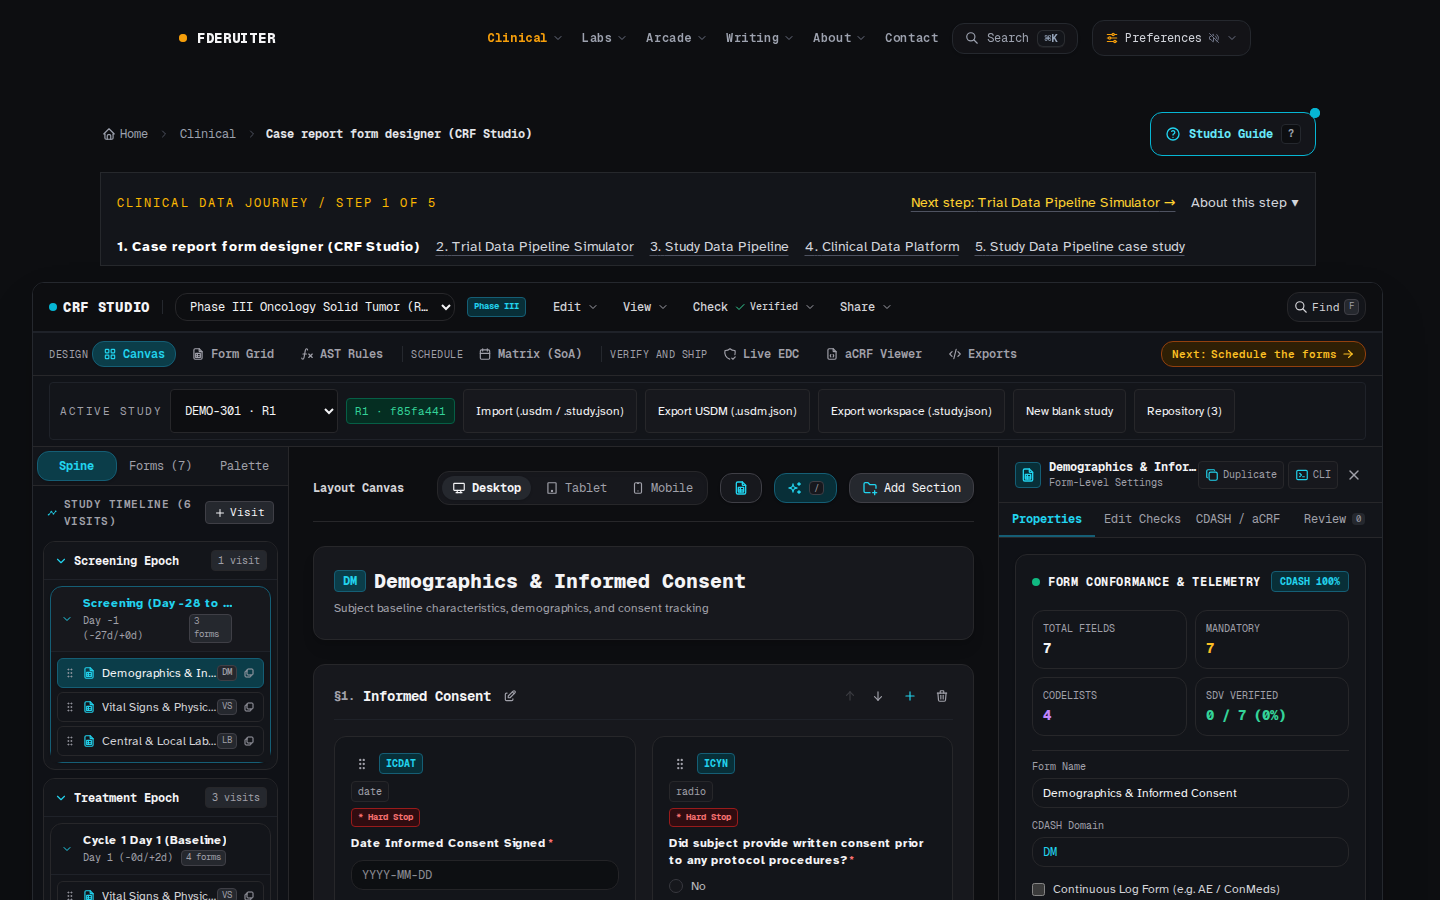 FDERUITER
Clinical Labs Arcade Writing About Contact Search ⌘K Preferences
Home Clinical Case report form designer (CRF Studio)
Studio Guide ?
CLINICAL DATA JOURNEY / STEP 1 OF 5
Next step: Trial Data Pipeline Simulator → About this step ▾
1. Case report form designer (CRF Studio) 2. Trial Data Pipeline Simulator 3. Study Data Pipeline 4. Clinical Data Platform 5. Study Data Pipeline case study
CRF STUDIO Phase III Oncology Solid Tumor (R… Phase III Edit View Check ✓ Verified Share Find F
DESIGN Canvas Form Grid AST Rules SCHEDULE Matrix (SoA) VERIFY AND SHIP Live EDC aCRF Viewer Exports Next: Schedule the forms →
ACTIVE STUDY DEMO-301 · R1 R1 · f85fa441 Import (.usdm / .study.json) Export USDM (.usdm.json) Export workspace (.study.json) New blank study Repository (3)
Spine Forms (7) Palette
STUDY TIMELINE (6
VISITS)
+ Visit
Screening Epoch 1 visit
Screening (Day -28 to …
Day -1
(-27d/+0d)
3
forms
Demographics & In… DM
Vital Signs & Physic… VS
Central & Local Lab… LB
Treatment Epoch 3 visits
Cycle 1 Day 1 (Baseline)
Day 1 (-0d/+2d) 4 forms
Vital Signs & Physic… VS
Layout Canvas Desktop Tablet Mobile / Add Section
DM Demographics & Informed Consent
Subject baseline characteristics, demographics, and consent tracking
§1. Informed Consent
ICDAT
date
* Hard Stop
Date Informed Consent Signed *
YYYY-MM-DD
ICYN
radio
* Hard Stop
Did subject provide written consent prior
to any protocol procedures? *
No
Demographics & Infor…
Form-Level Settings
Duplicate CLI
Properties Edit Checks CDASH / aCRF Review 0
FORM CONFORMANCE & TELEMETRY CDASH 100%
TOTAL FIELDS
7
MANDATORY
7
CODELISTS
4
SDV VERIFIED
0 / 7 (0%)
Form Name
Demographics & Informed Consent
CDASH Domain
DM
Continuous Log Form (e.g. AE / ConMeds)